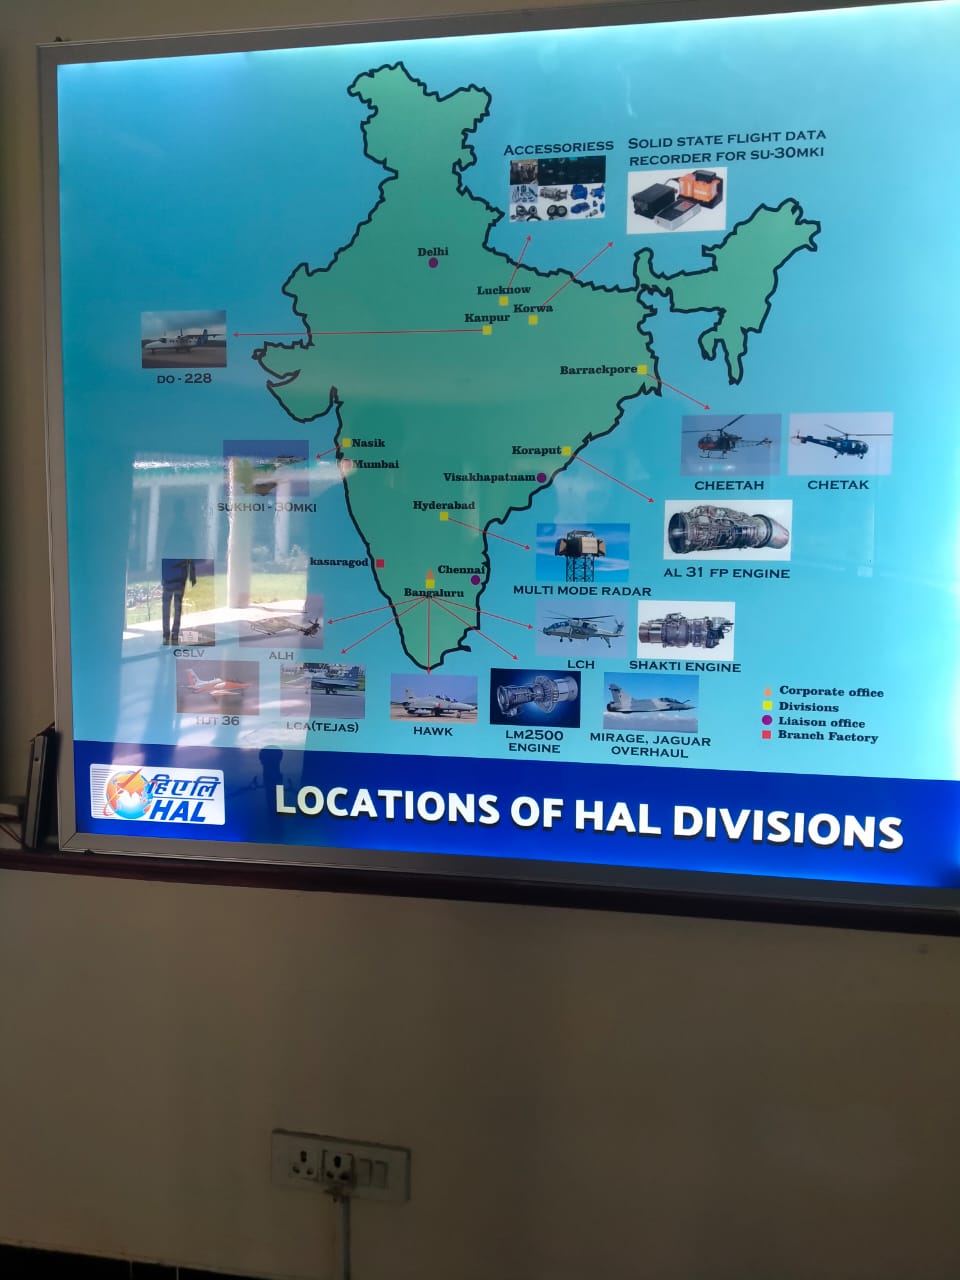 ACCESSORIESS
SOLID STATE FLIGHT DATA
RECORDER FOR SU-30MKI
Delhi
Lucknow
Korwa
Kanpur
DO - 228
Barrackpore
CHEETAH
CHETAK
Nasik
Mumbai
SUKHOI - 30MKI
Koraput
Visakhapatnam
Hyderabad
AL 31 FP ENGINE
MULTI MODE RADAR
kasaragod
Chennai
Bangaluru
GSLV
ALH
LCH
SHAKTI ENGINE
HJT 36
LCA(TEJAS)
HAWK
LM2500
ENGINE
MIRAGE, JAGUAR
OVERHAUL
Corporate office
Divisions
Liaison office
Branch Factory
हिएलि
HAL
LOCATIONS OF HAL DIVISIONS